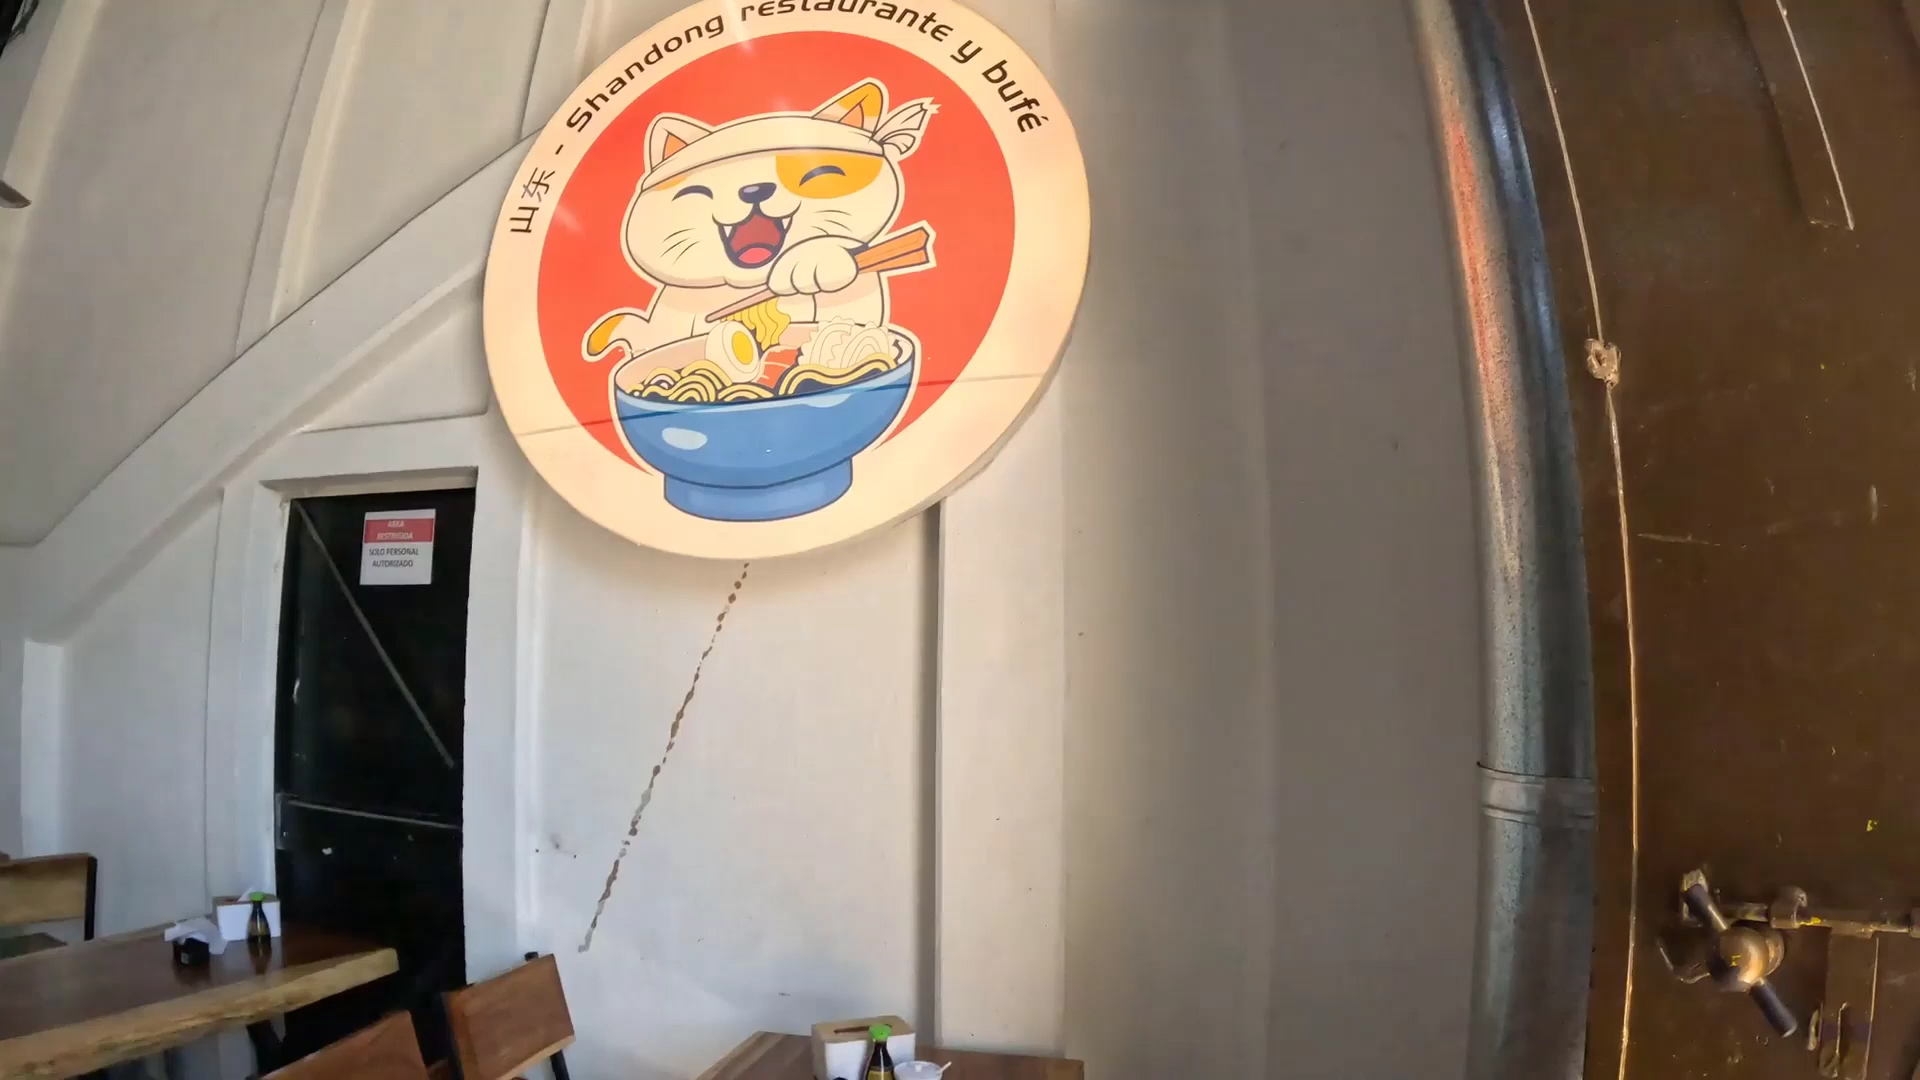 山东 - Shandong restaurante y bufé
AREA
RESTRINGIDA
SOLO PERSONAL
AUTORIZADO